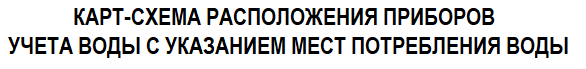 КАРТ-СХЕМА РАСПОЛОЖЕНИЯ ПРИБОРОВ
УЧЕТА ВОДЫ С УКАЗАНИЕМ МЕСТ ПОТРЕБЛЕНИЯ ВОДЫ